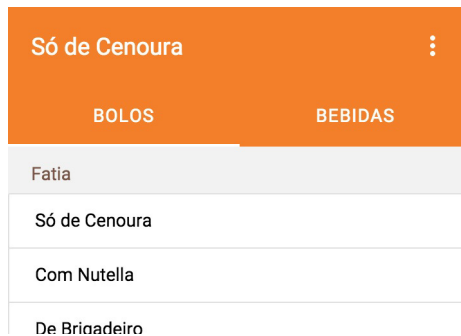 Só de Cenoura
BOLOS BEBIDAS
Fatia
Só de Cenoura
Com Nutella
De Brigadeiro